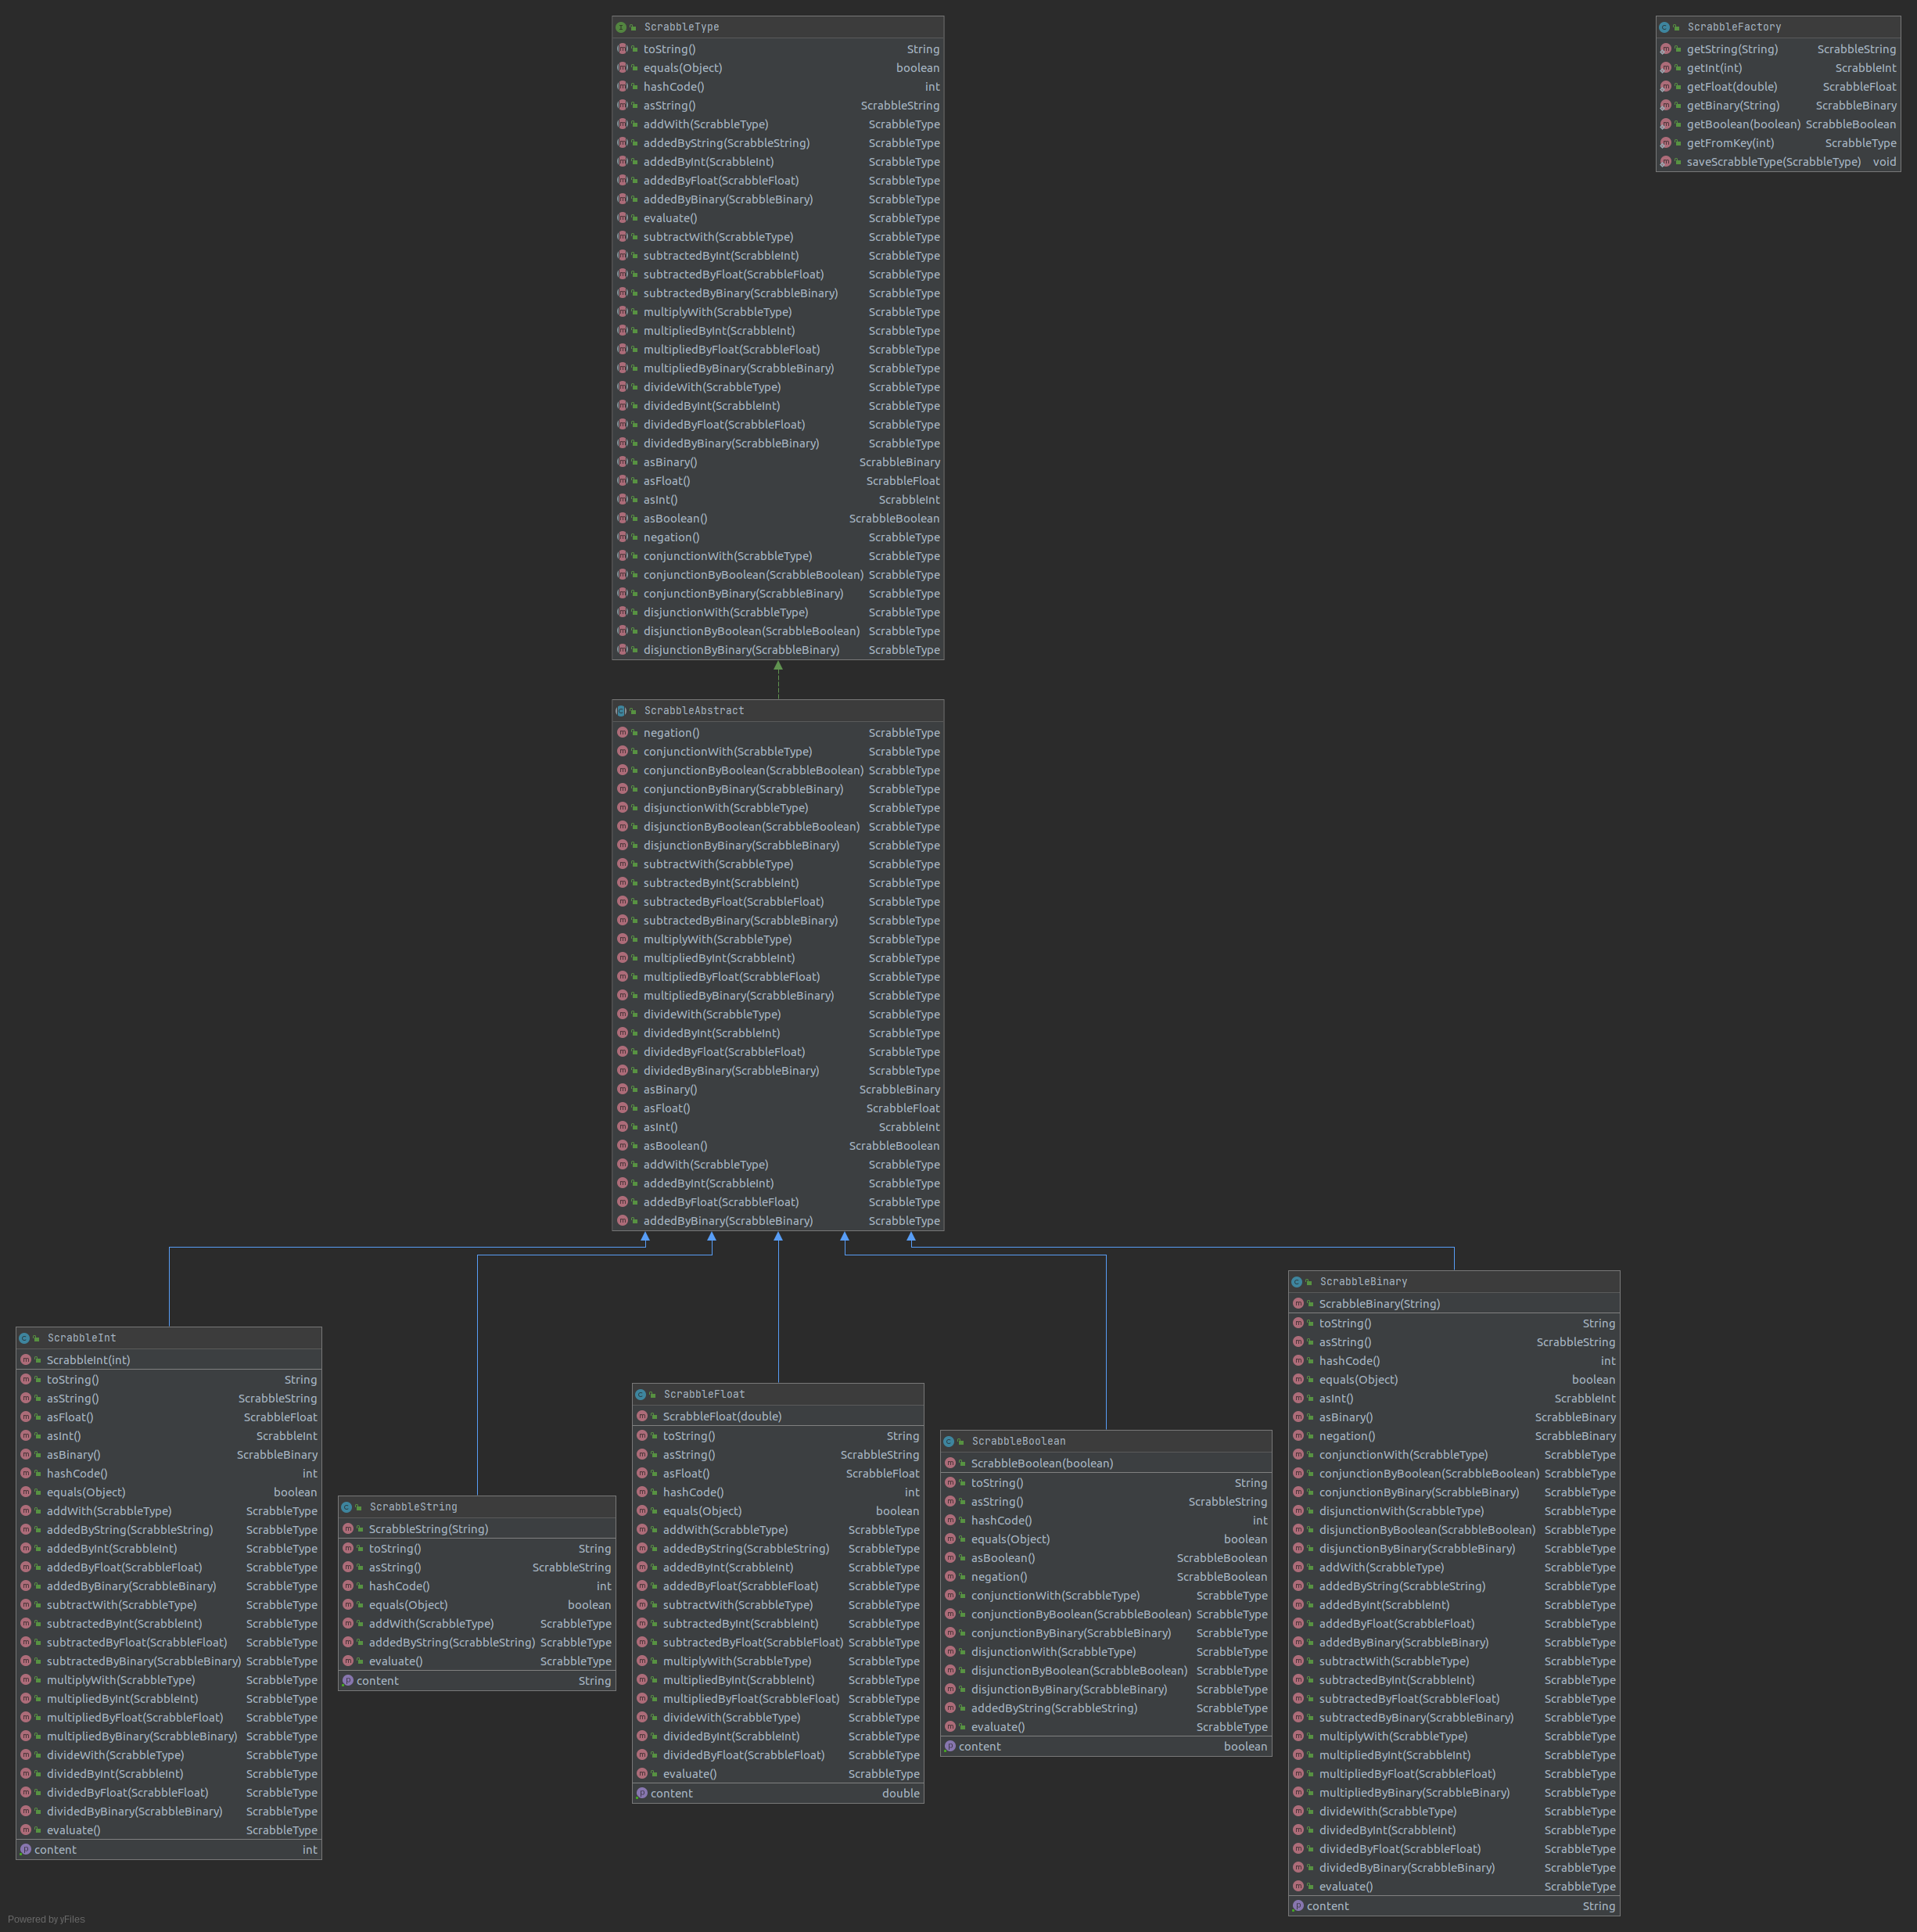 ScrabbleType
toString() String
equals(Object) boolean
hashCode() int
asString() ScrabbleString
addWith(ScrabbleType) ScrabbleType
addedByString(ScrabbleString) ScrabbleType
addedByInt(ScrabbleInt) ScrabbleType
addedByFloat(ScrabbleFloat) ScrabbleType
addedByBinary(ScrabbleBinary) ScrabbleType
evaluate() ScrabbleType
subtractWith(ScrabbleType) ScrabbleType
subtractedByInt(ScrabbleInt) ScrabbleType
subtractedByFloat(ScrabbleFloat) ScrabbleType
subtractedByBinary(ScrabbleBinary) ScrabbleType
multiplyWith(ScrabbleType) ScrabbleType
multipliedByInt(ScrabbleInt) ScrabbleType
multipliedByFloat(ScrabbleFloat) ScrabbleType
multipliedByBinary(ScrabbleBinary) ScrabbleType
divideWith(ScrabbleType) ScrabbleType
dividedByInt(ScrabbleInt) ScrabbleType
dividedByFloat(ScrabbleFloat) ScrabbleType
dividedByBinary(ScrabbleBinary) ScrabbleType
asBinary() ScrabbleBinary
asFloat() ScrabbleFloat
asInt() ScrabbleInt
asBoolean() ScrabbleBoolean
negation() ScrabbleType
conjunctionWith(ScrabbleType) ScrabbleType
conjunctionByBoolean(ScrabbleBoolean) ScrabbleType
conjunctionByBinary(ScrabbleBinary) ScrabbleType
disjunctionWith(ScrabbleType) ScrabbleType
disjunctionByBoolean(ScrabbleBoolean) ScrabbleType
disjunctionByBinary(ScrabbleBinary) ScrabbleType
ScrabbleFactory
getString(String) ScrabbleString
getInt(int) ScrabbleInt
getFloat(double) ScrabbleFloat
getBinary(String) ScrabbleBinary
getBoolean(boolean) ScrabbleBoolean
getFromKey(int) ScrabbleType
saveScrabbleType(ScrabbleType) void
ScrabbleAbstract
negation() ScrabbleType
conjunctionWith(ScrabbleType) ScrabbleType
conjunctionByBoolean(ScrabbleBoolean) ScrabbleType
conjunctionByBinary(ScrabbleBinary) ScrabbleType
disjunctionWith(ScrabbleType) ScrabbleType
disjunctionByBoolean(ScrabbleBoolean) ScrabbleType
disjunctionByBinary(ScrabbleBinary) ScrabbleType
subtractWith(ScrabbleType) ScrabbleType
subtractedByInt(ScrabbleInt) ScrabbleType
subtractedByFloat(ScrabbleFloat) ScrabbleType
subtractedByBinary(ScrabbleBinary) ScrabbleType
multiplyWith(ScrabbleType) ScrabbleType
multipliedByInt(ScrabbleInt) ScrabbleType
multipliedByFloat(ScrabbleFloat) ScrabbleType
multipliedByBinary(ScrabbleBinary) ScrabbleType
divideWith(ScrabbleType) ScrabbleType
dividedByInt(ScrabbleInt) ScrabbleType
dividedByFloat(ScrabbleFloat) ScrabbleType
dividedByBinary(ScrabbleBinary) ScrabbleType
asBinary() ScrabbleBinary
asFloat() ScrabbleFloat
asInt() ScrabbleInt
asBoolean() ScrabbleBoolean
addWith(ScrabbleType) ScrabbleType
addedByInt(ScrabbleInt) ScrabbleType
addedByFloat(ScrabbleFloat) ScrabbleType
addedByBinary(ScrabbleBinary) ScrabbleType
ScrabbleInt
ScrabbleInt(int)
toString() String
asString() ScrabbleString
asFloat() ScrabbleFloat
asInt() ScrabbleInt
asBinary() ScrabbleBinary
hashCode() int
equals(Object) boolean
addWith(ScrabbleType) ScrabbleType
addedByString(ScrabbleString) ScrabbleType
addedByInt(ScrabbleInt) ScrabbleType
addedByFloat(ScrabbleFloat) ScrabbleType
addedByBinary(ScrabbleBinary) ScrabbleType
subtractWith(ScrabbleType) ScrabbleType
subtractedByInt(ScrabbleInt) ScrabbleType
subtractedByFloat(ScrabbleFloat) ScrabbleType
subtractedByBinary(ScrabbleBinary) ScrabbleType
multiplyWith(ScrabbleType) ScrabbleType
multipliedByInt(ScrabbleInt) ScrabbleType
multipliedByFloat(ScrabbleFloat) ScrabbleType
multipliedByBinary(ScrabbleBinary) ScrabbleType
divideWith(ScrabbleType) ScrabbleType
dividedByInt(ScrabbleInt) ScrabbleType
dividedByFloat(ScrabbleFloat) ScrabbleType
dividedByBinary(ScrabbleBinary) ScrabbleType
evaluate() ScrabbleType
content int
ScrabbleString
ScrabbleString(String)
toString() String
asString() ScrabbleString
hashCode() int
equals(Object) boolean
addWith(ScrabbleType) ScrabbleType
addedByString(ScrabbleString) ScrabbleType
evaluate() ScrabbleType
content String
ScrabbleFloat
ScrabbleFloat(double)
toString() String
asString() ScrabbleString
asFloat() ScrabbleFloat
hashCode() int
equals(Object) boolean
addWith(ScrabbleType) ScrabbleType
addedByString(ScrabbleString) ScrabbleType
addedByInt(ScrabbleInt) ScrabbleType
addedByFloat(ScrabbleFloat) ScrabbleType
subtractWith(ScrabbleType) ScrabbleType
subtractedByInt(ScrabbleInt) ScrabbleType
subtractedByFloat(ScrabbleFloat) ScrabbleType
multiplyWith(ScrabbleType) ScrabbleType
multipliedByInt(ScrabbleInt) ScrabbleType
multipliedByFloat(ScrabbleFloat) ScrabbleType
divideWith(ScrabbleType) ScrabbleType
dividedByInt(ScrabbleInt) ScrabbleType
dividedByFloat(ScrabbleFloat) ScrabbleType
evaluate() ScrabbleType
content double
ScrabbleBoolean
ScrabbleBoolean(boolean)
toString() String
asString() ScrabbleString
hashCode() int
equals(Object) boolean
asBoolean() ScrabbleBoolean
negation() ScrabbleBoolean
conjunctionWith(ScrabbleType) ScrabbleType
conjunctionByBoolean(ScrabbleBoolean) ScrabbleType
conjunctionByBinary(ScrabbleBinary) ScrabbleType
disjunctionWith(ScrabbleType) ScrabbleType
disjunctionByBoolean(ScrabbleBoolean) ScrabbleType
disjunctionByBinary(ScrabbleBinary) ScrabbleType
addedByString(ScrabbleString) ScrabbleType
evaluate() ScrabbleType
content boolean
ScrabbleBinary
ScrabbleBinary(String)
toString() String
asString() ScrabbleString
hashCode() int
equals(Object) boolean
asInt() ScrabbleInt
asBinary() ScrabbleBinary
negation() ScrabbleBinary
conjunctionWith(ScrabbleType) ScrabbleType
conjunctionByBoolean(ScrabbleBoolean) ScrabbleType
conjunctionByBinary(ScrabbleBinary) ScrabbleType
disjunctionWith(ScrabbleType) ScrabbleType
disjunctionByBoolean(ScrabbleBoolean) ScrabbleType
disjunctionByBinary(ScrabbleBinary) ScrabbleType
addWith(ScrabbleType) ScrabbleType
addedByString(ScrabbleString) ScrabbleType
addedByInt(ScrabbleInt) ScrabbleType
addedByFloat(ScrabbleFloat) ScrabbleType
addedByBinary(ScrabbleBinary) ScrabbleType
subtractWith(ScrabbleType) ScrabbleType
subtractedByInt(ScrabbleInt) ScrabbleType
subtractedByFloat(ScrabbleFloat) ScrabbleType
subtractedByBinary(ScrabbleBinary) ScrabbleType
multiplyWith(ScrabbleType) ScrabbleType
multipliedByInt(ScrabbleInt) ScrabbleType
multipliedByFloat(ScrabbleFloat) ScrabbleType
multipliedByBinary(ScrabbleBinary) ScrabbleType
divideWith(ScrabbleType) ScrabbleType
dividedByInt(ScrabbleInt) ScrabbleType
dividedByFloat(ScrabbleFloat) ScrabbleType
dividedByBinary(ScrabbleBinary) ScrabbleType
evaluate() ScrabbleType
content String
Powered by yFiles